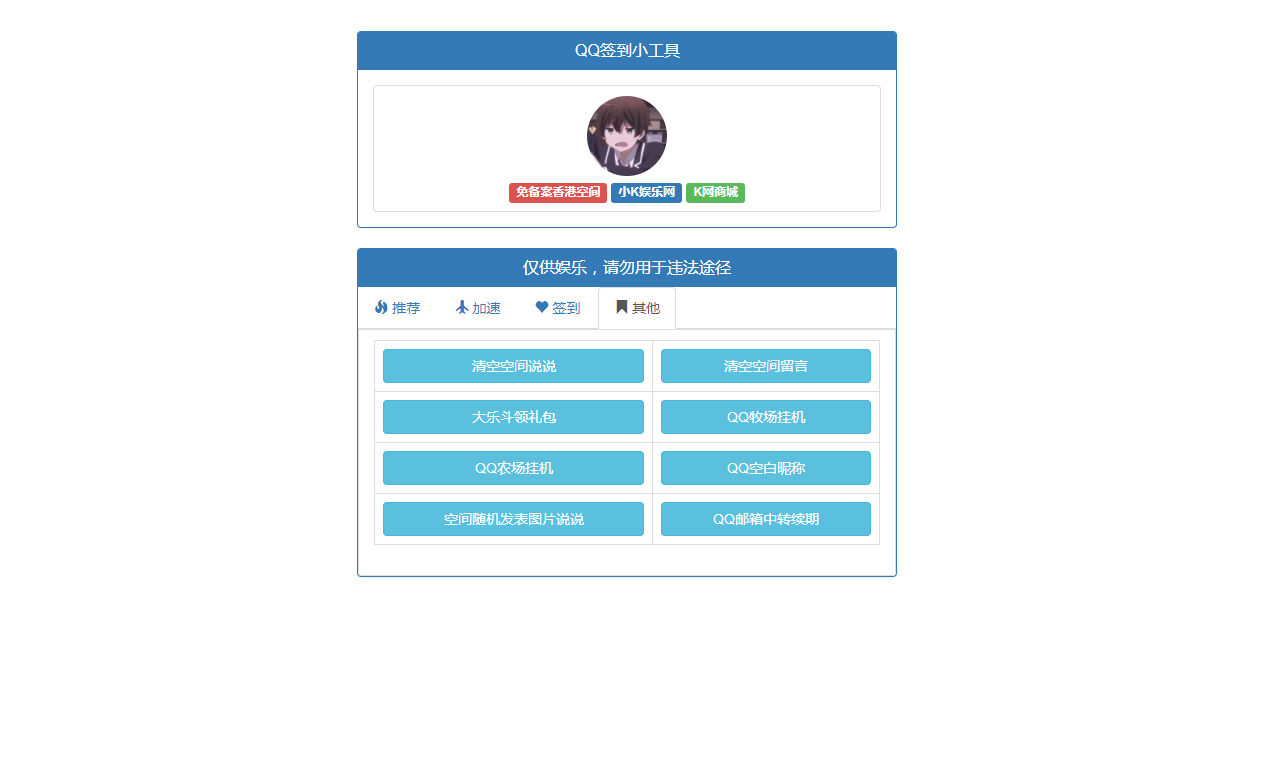 QQ签到小工具
免备案香港空间 小K娱乐网 K网商城
仅供娱乐，请勿用于违法途径
推荐 加速 签到 其他
清空空间说说 清空空间留言
大乐斗领礼包 QQ牧场挂机
QQ农场挂机 QQ空白昵称
空间随机发表图片说说 QQ邮箱中转续期